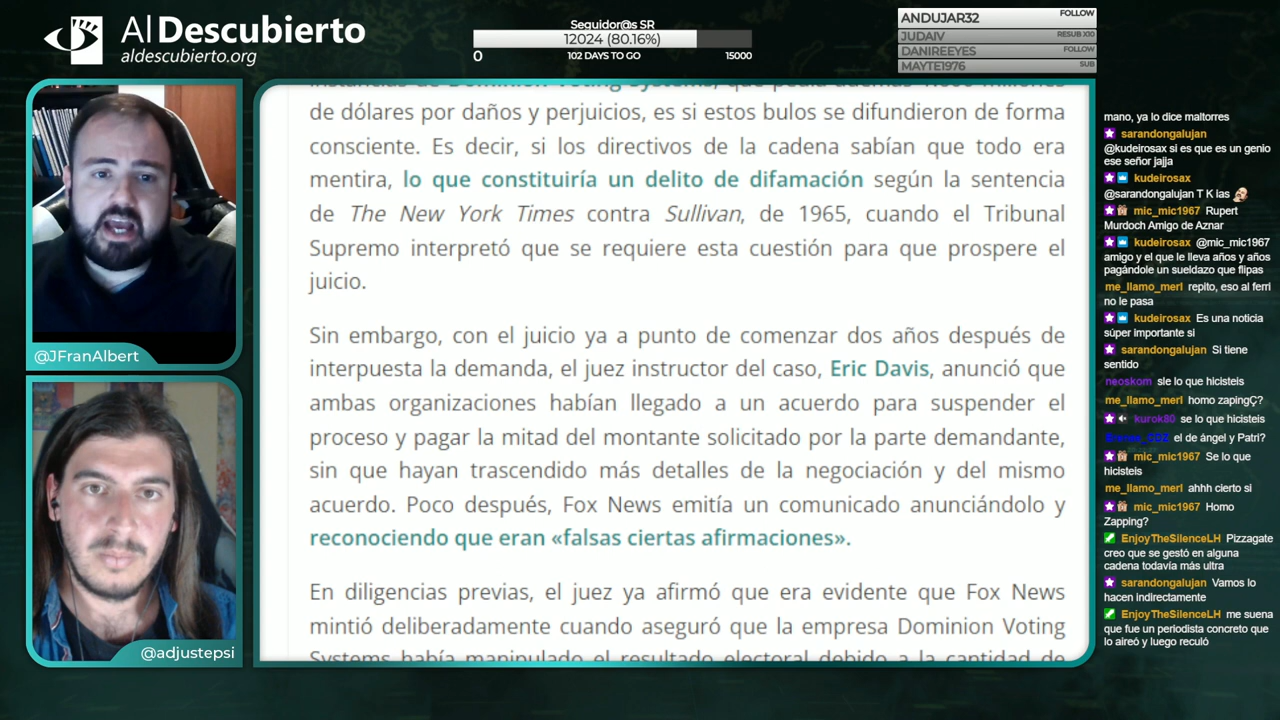 Al Descubierto
aldescubierto.org
Seguidor@s SR
12024 (80.16%)
0
102 DAYS TO GO
15000
ANDUJAR32 FOLLOW
JUDAIV RESUB X10
DANIREEYES FOLLOW
MAYTE1976 SUB
@JFranAlbert
@adjustepsi
de dólares por daños y perjuicios, es si estos bulos se difundieron de forma
consciente. Es decir, si los directivos de la cadena sabían que todo era
mentira, lo que constituiría un delito de difamación según la sentencia
de The New York Times contra Sullivan, de 1965, cuando el Tribunal
Supremo interpretó que se requiere esta cuestión para que prospere el
juicio.
Sin embargo, con el juicio ya a punto de comenzar dos años después de
interpuesta la demanda, el juez instructor del caso, Eric Davis, anunció que
ambas organizaciones habían llegado a un acuerdo para suspender el
proceso y pagar la mitad del montante solicitado por la parte demandante,
sin que hayan trascendido más detalles de la negociación y del mismo
acuerdo. Poco después, Fox News emitía un comunicado anunciándolo y
reconociendo que eran «falsas ciertas afirmaciones».
En diligencias previas, el juez ya afirmó que era evidente que Fox News
mintió deliberadamente cuando aseguró que la empresa Dominion Voting
Systems había manipulado el resultado electoral debido a la cantidad de
mano, ya lo dice maltorres
sarandongalujan
@kudeirosax si es que es un genio
ese señor jajja
kudeirosax
@sarandongalujan T K ias
mic_mic1967 Rupert
Murdoch Amigo de Aznar
kudeirosax @mic_mic1967
amigo y el que le lleva años y años
pagándole un sueldazo que flipas
me_llamo_merl repito, eso al ferri
no le pasa
kudeirosax Es una noticia
súper importante si
sarandongalujan Si tiene
sentido
neoskom sle lo que hicisteis
me_llamo_merl homo zapingÇ?
kurok80 se lo que hicisteis
el de ángel y Patri?
mic_mic1967 Se lo que
hicisteis
me_llamo_merl ahhh cierto si
mic_mic1967 Homo
Zapping?
EnjoyTheSilenceLH Pizzagate
creo que se gestó en alguna
cadena todavía más ultra
sarandongalujan Vamos lo
hacen indirectamente
EnjoyTheSilenceLH me suena
que fue un periodista concreto que
lo aireó y luego reculó